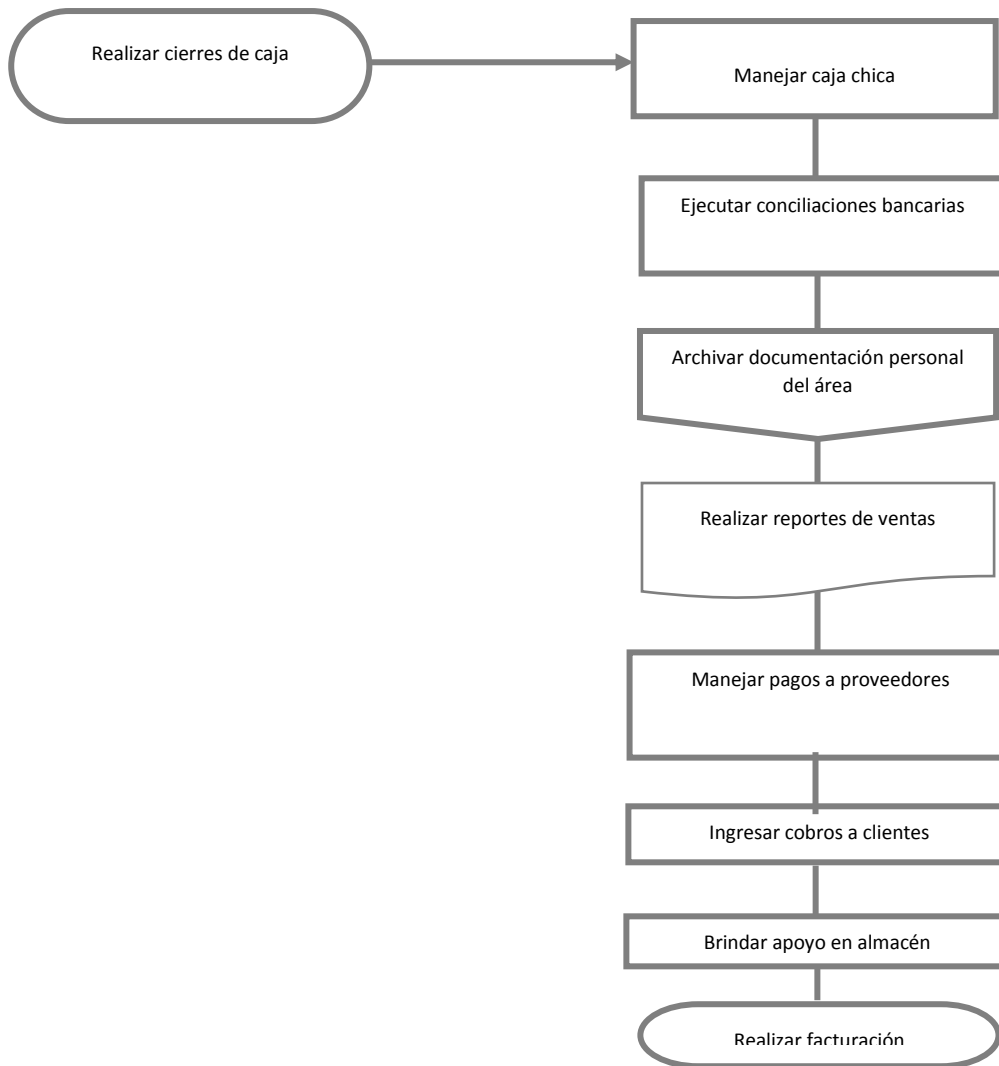 Realizar cierres de caja
Manejar caja chica
Ejecutar conciliaciones bancarias
Archivar documentación personal
del área
Realizar reportes de ventas
Manejar pagos a proveedores
Ingresar cobros a clientes
Brindar apoyo en almacén
Realizar facturación